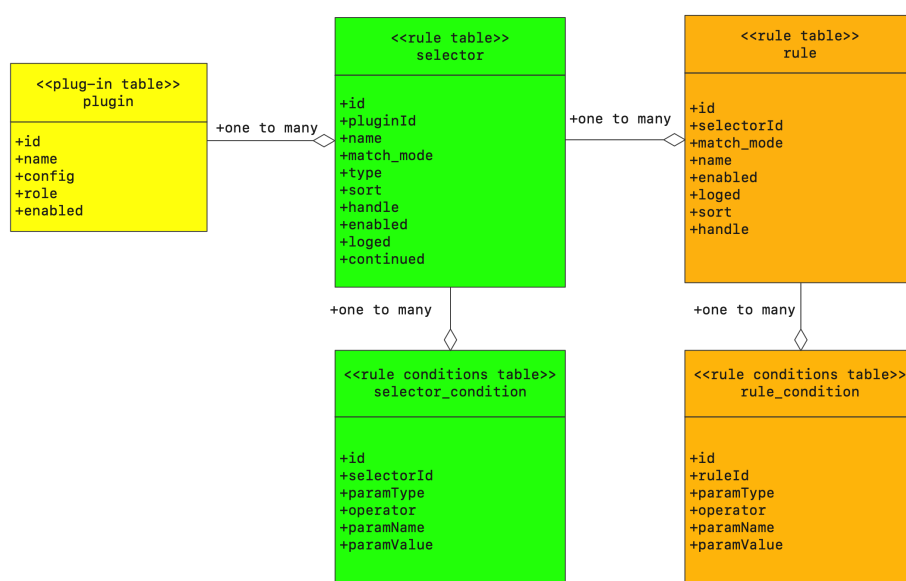 <<plug-in table>>
plugin
+id
+name
+config
+role
+enabled
+one to many
<<rule table>>
selector
+id
+pluginId
+name
+match_mode
+type
+sort
+handle
+enabled
+loged
+continued
+one to many
<<rule table>>
rule
+id
+selectorId
+match_mode
+name
+enabled
+loged
+sort
+handle
+one to many
<<rule conditions table>>
selector_condition
+id
+selectorId
+paramType
+operator
+paramName
+paramValue
+one to many
<<rule conditions table>>
rule_condition
+id
+ruleId
+paramType
+operator
+paramName
+paramValue